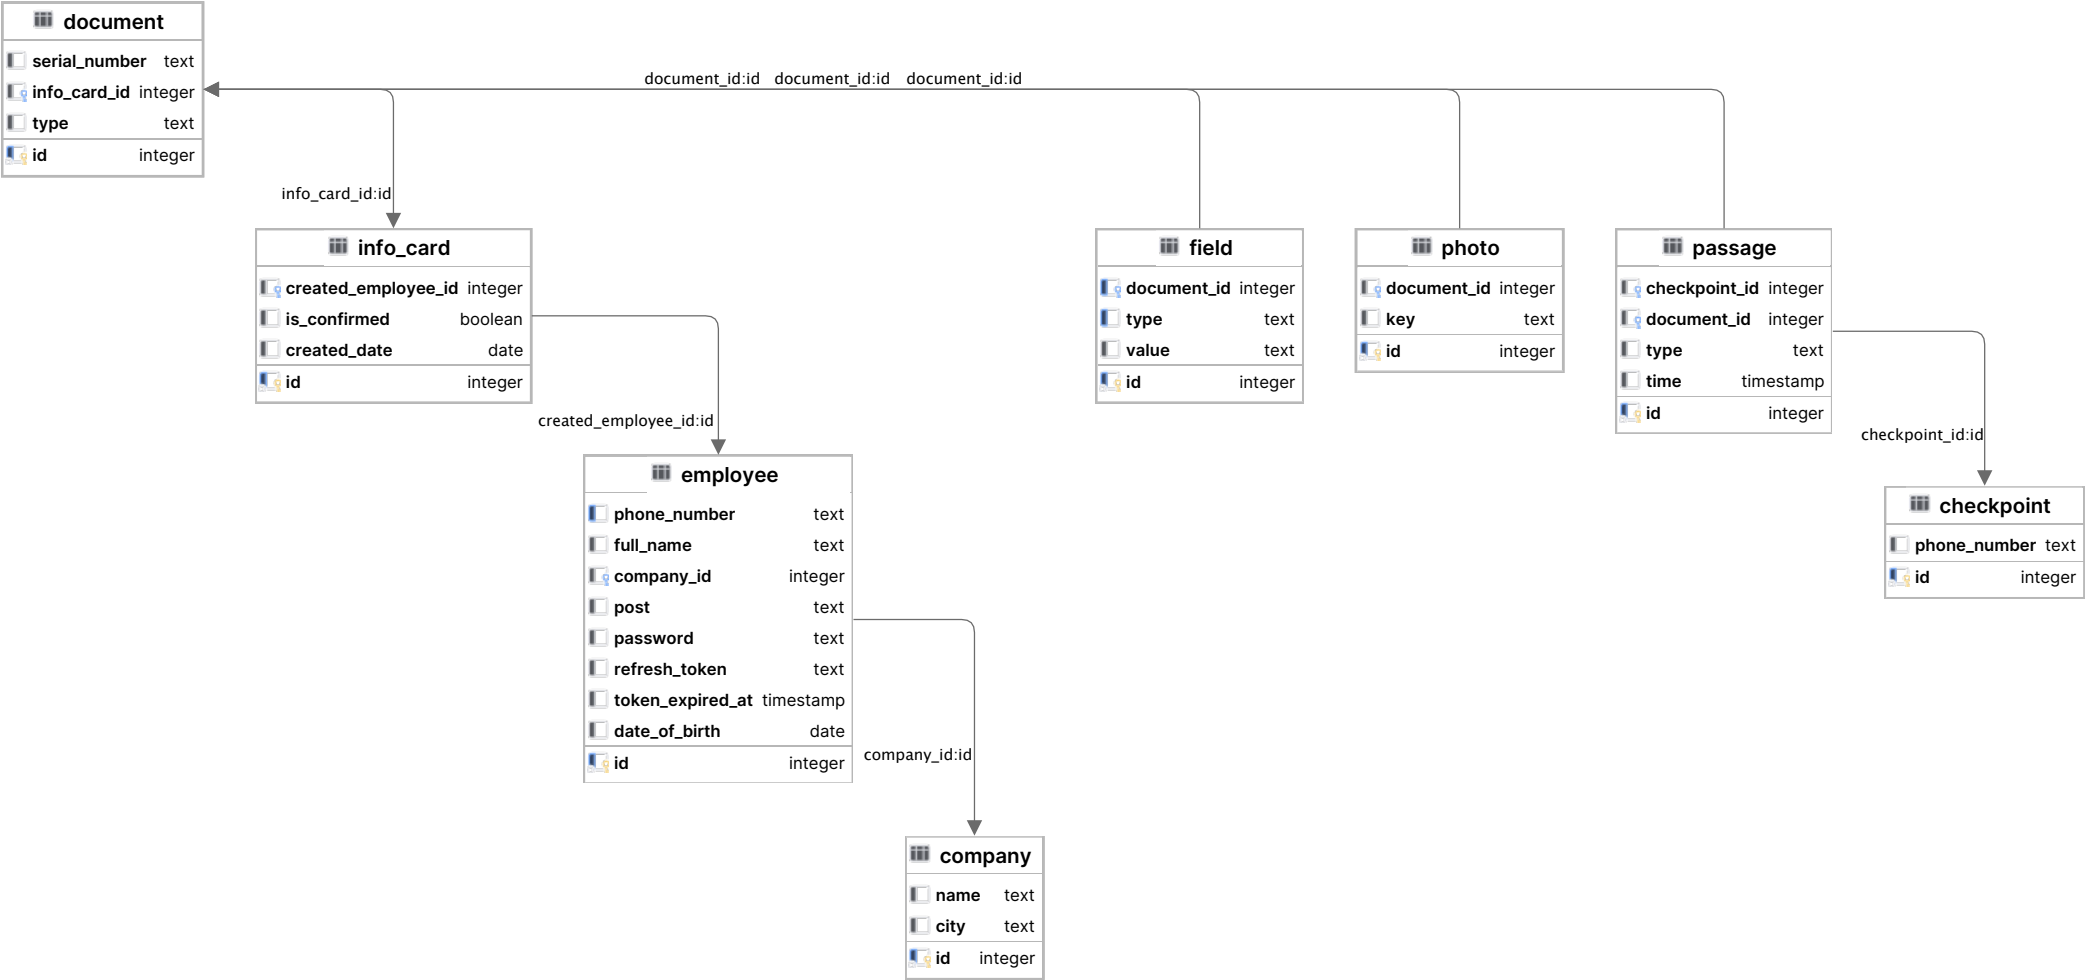 document
serial_number text
info_card_id integer
type text
id integer
document_id:id document_id:id document_id:id
info_card_id:id
info_card
created_employee_id integer
is_confirmed boolean
created_date date
id integer
field
document_id integer
type text
value text
id integer
photo
document_id integer
key text
id integer
passage
checkpoint_id integer
document_id integer
type text
time timestamp
id integer
created_employee_id:id
checkpoint_id:id
employee
phone_number text
full_name text
company_id integer
post text
password text
refresh_token text
token_expired_at timestamp
date_of_birth date
id integer
checkpoint
phone_number text
id integer
company_id:id
company
name text
city text
id integer